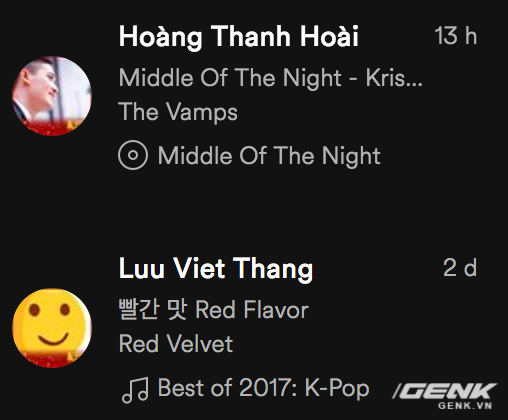 Hoàng Thanh Hoài 13 h
Middle Of The Night - Kris...
The Vamps
Middle Of The Night
Luu Viet Thang 2 d
빨간 맛 Red Flavor
Red Velvet
Best of 2017: K-Pop
GENK
GENK.VN